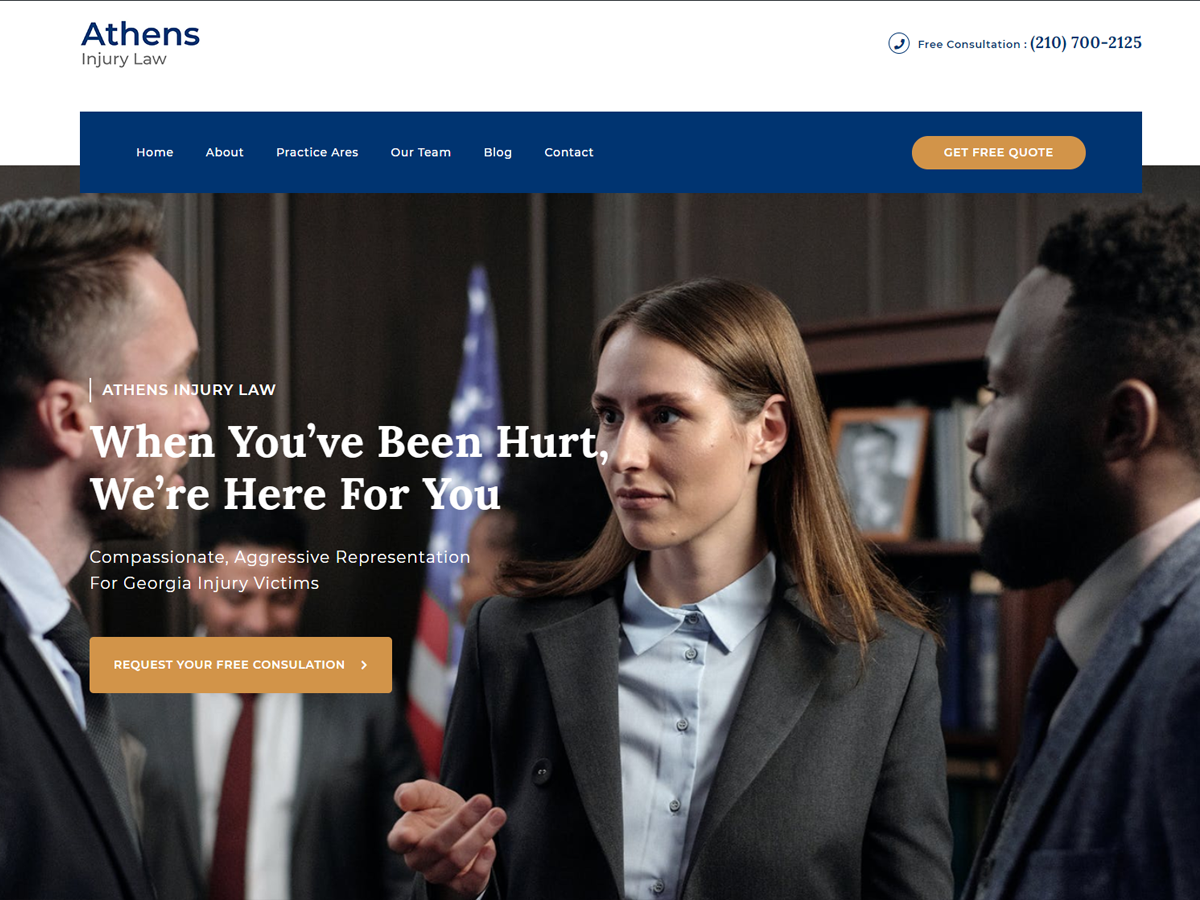 Athens
Injury Law
Free Consultation : (210) 700-2125
Home About Practice Ares Our Team Blog Contact
GET FREE QUOTE
ATHENS INJURY LAW
When You’ve Been Hurt,
We’re Here For You
Compassionate, Aggressive Representation
For Georgia Injury Victims
REQUEST YOUR FREE CONSULATION